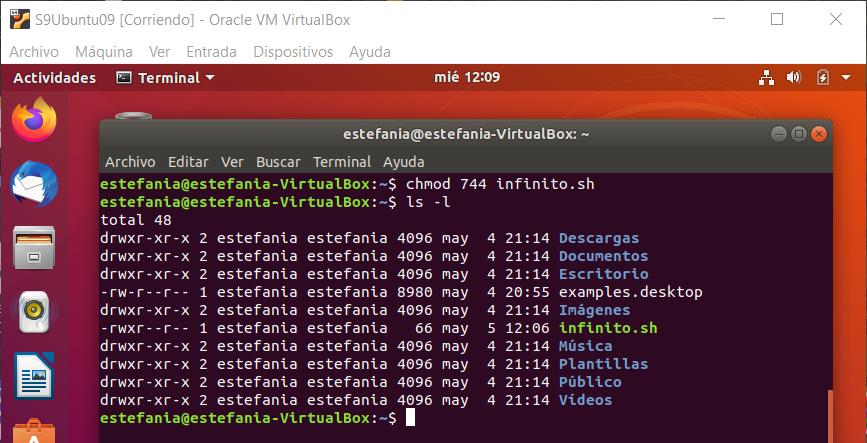 S9Ubuntu09 [Corriendo] - Oracle VM VirtualBox
Archivo Máquina Ver Entrada Dispositivos Ayuda
Actividades Terminal mié 12:09
estefania@estefania-VirtualBox: ~
Archivo Editar Ver Buscar Terminal Ayuda
estefania@estefania-VirtualBox:~$ chmod 744 infinito.sh
estefania@estefania-VirtualBox:~$ ls -l
total 48
drwxr-xr-x 2 estefania estefania 4096 may  4 21:14 Descargas
drwxr-xr-x 2 estefania estefania 4096 may  4 21:14 Documentos
drwxr-xr-x 2 estefania estefania 4096 may  4 21:14 Escritorio
-rw-r--r-- 1 estefania estefania 8980 may  4 20:55 examples.desktop
drwxr-xr-x 2 estefania estefania 4096 may  4 21:14 Imágenes
-rwxr--r-- 1 estefania estefania   66 may  5 12:06 infinito.sh
drwxr-xr-x 2 estefania estefania 4096 may  4 21:14 Música
drwxr-xr-x 2 estefania estefania 4096 may  4 21:14 Plantillas
drwxr-xr-x 2 estefania estefania 4096 may  4 21:14 Público
drwxr-xr-x 2 estefania estefania 4096 may  4 21:14 Vídeos
estefania@estefania-VirtualBox:~$